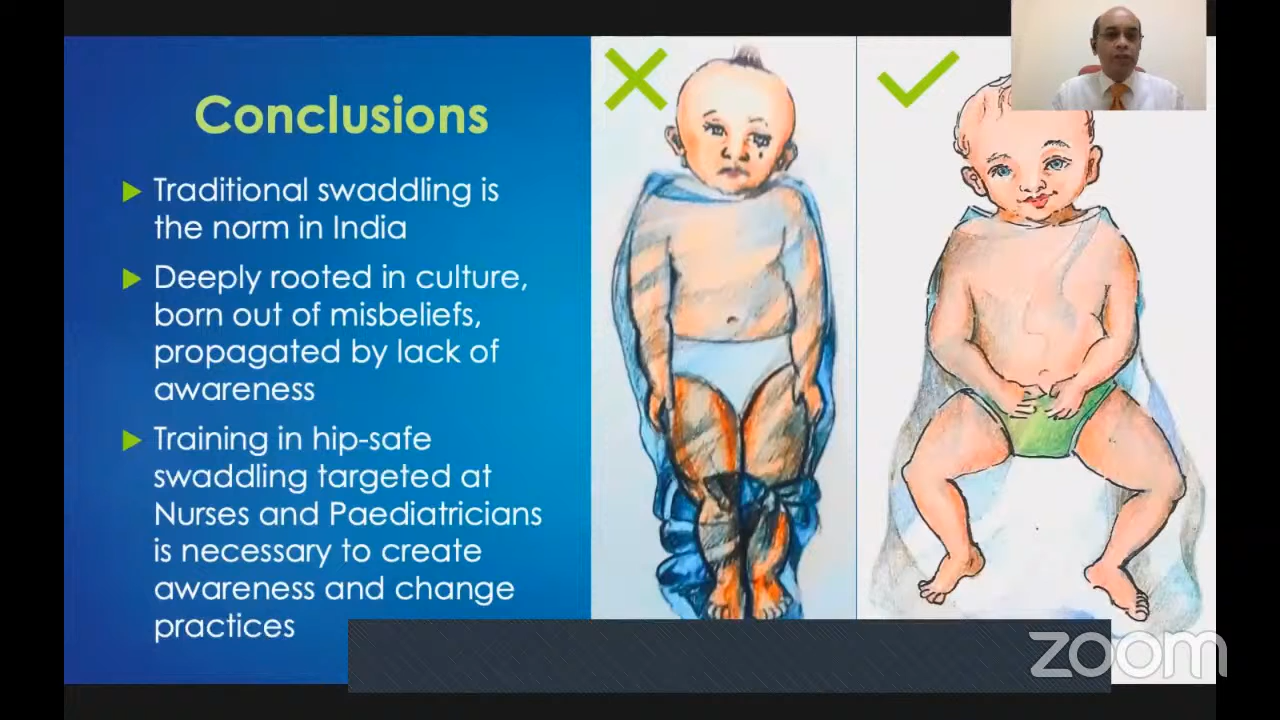 Conclusions
Traditional swaddling is
the norm in India
Deeply rooted in culture,
born out of misbeliefs,
propagated by lack of
awareness
Training in hip-safe
swaddling targeted at
Nurses and Paediatricians
is necessary to create
awareness and change
practices
zoom